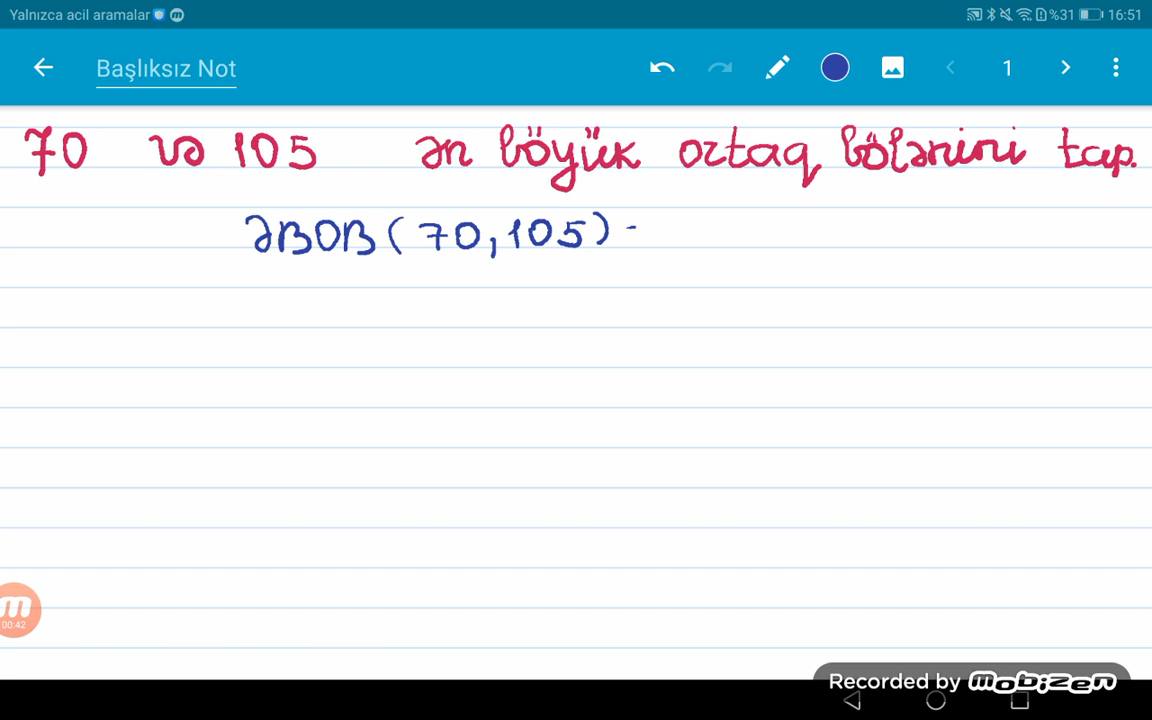 Yalnızca acil aramalar %31 16:51
Başlıksız Not 1
70 və 105 ən böyük ortaq bölənini tap.
ƏBOB(70,105) -
00:42
Recorded by mobizen